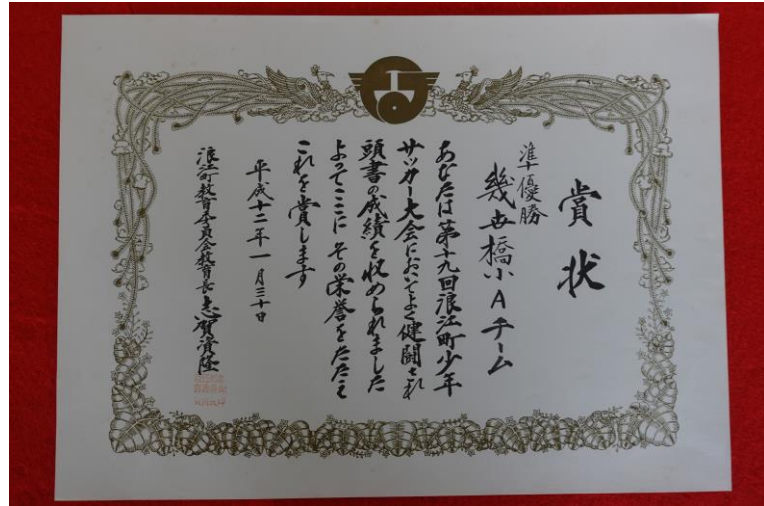 賞状
準優勝
幾世橋小Aチーム
あなたは第十九回浪江町少年
サッカー大会においてよく健闘され
頭書の成績を収められました
よってここにその栄誉をたたえ
これを賞します
平成十二年一月三十日
浪江町教育委員会教育長